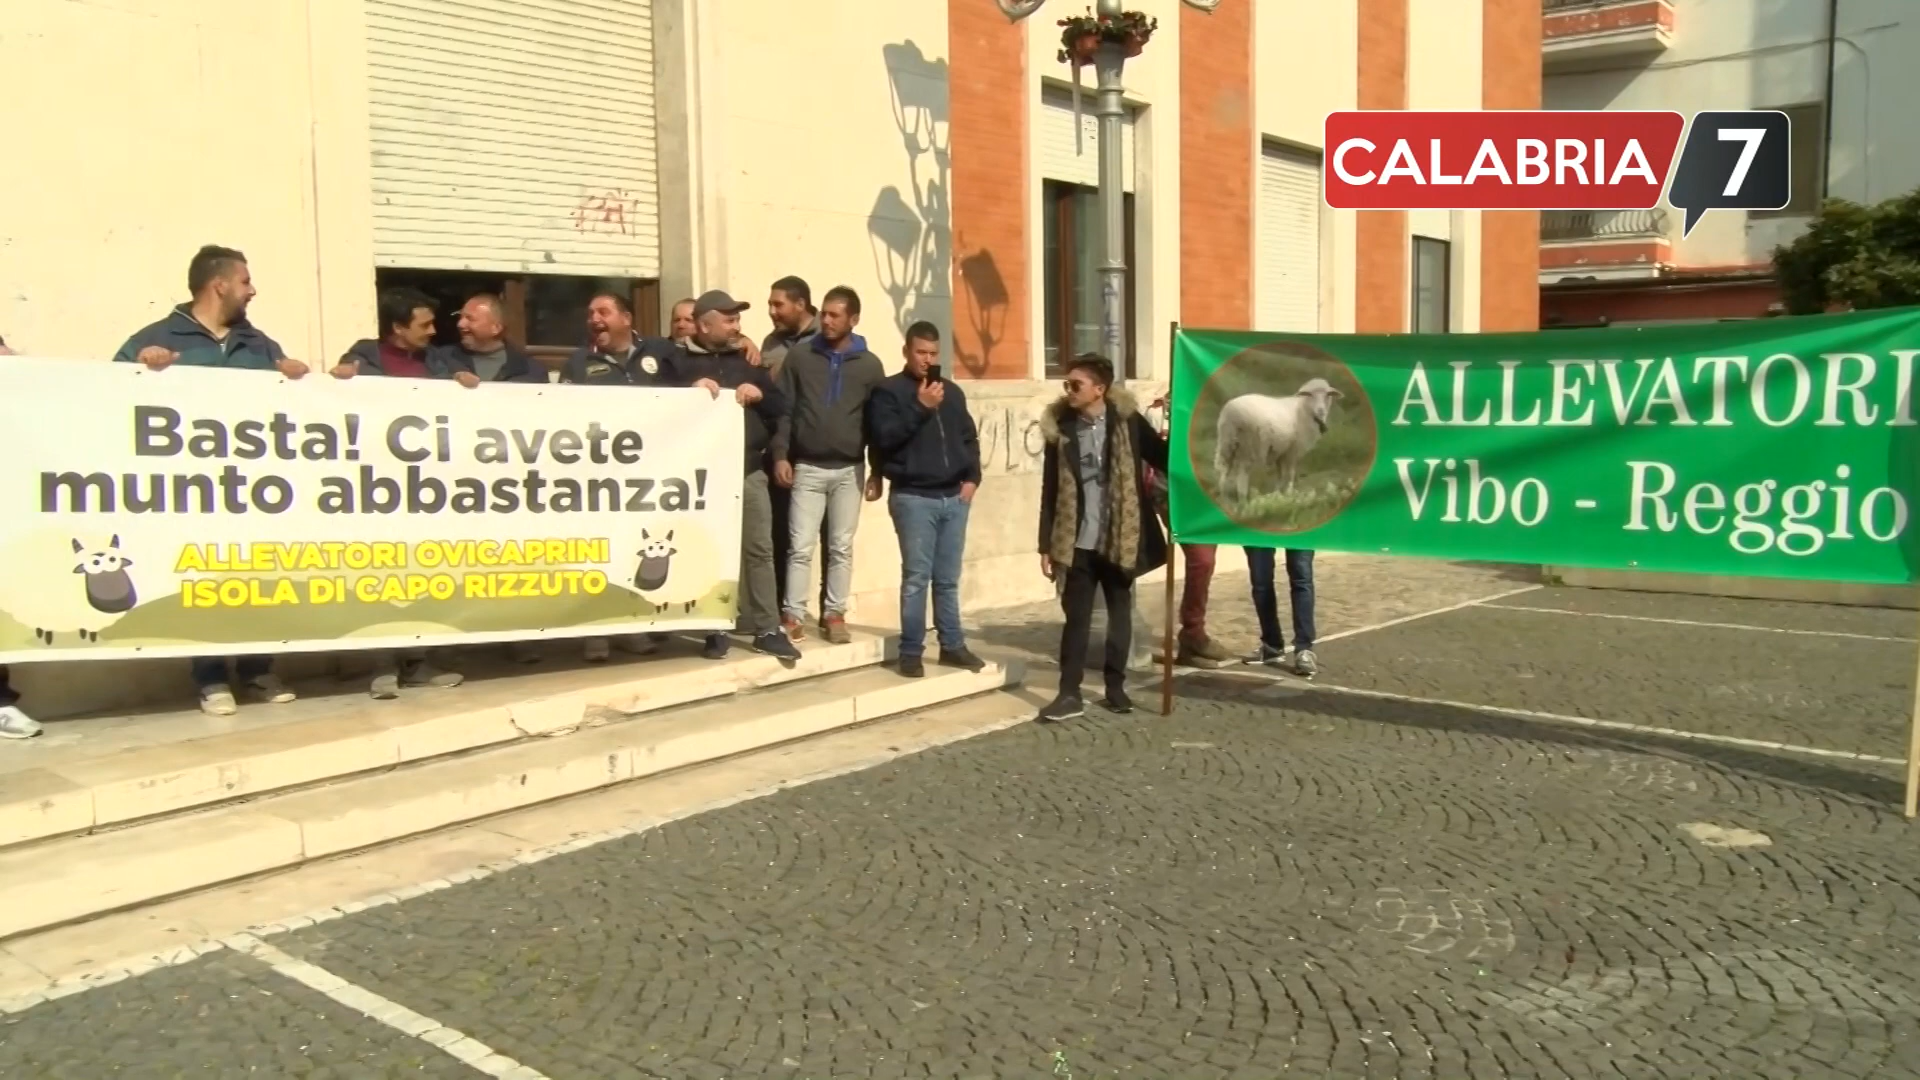 CALABRIA 7
Basta! Ci avete
munto abbastanza!
ALLEVATORI OVICAPRINI
ISOLA DI CAPO RIZZUTO
ALLEVATORI
Vibo - Reggio